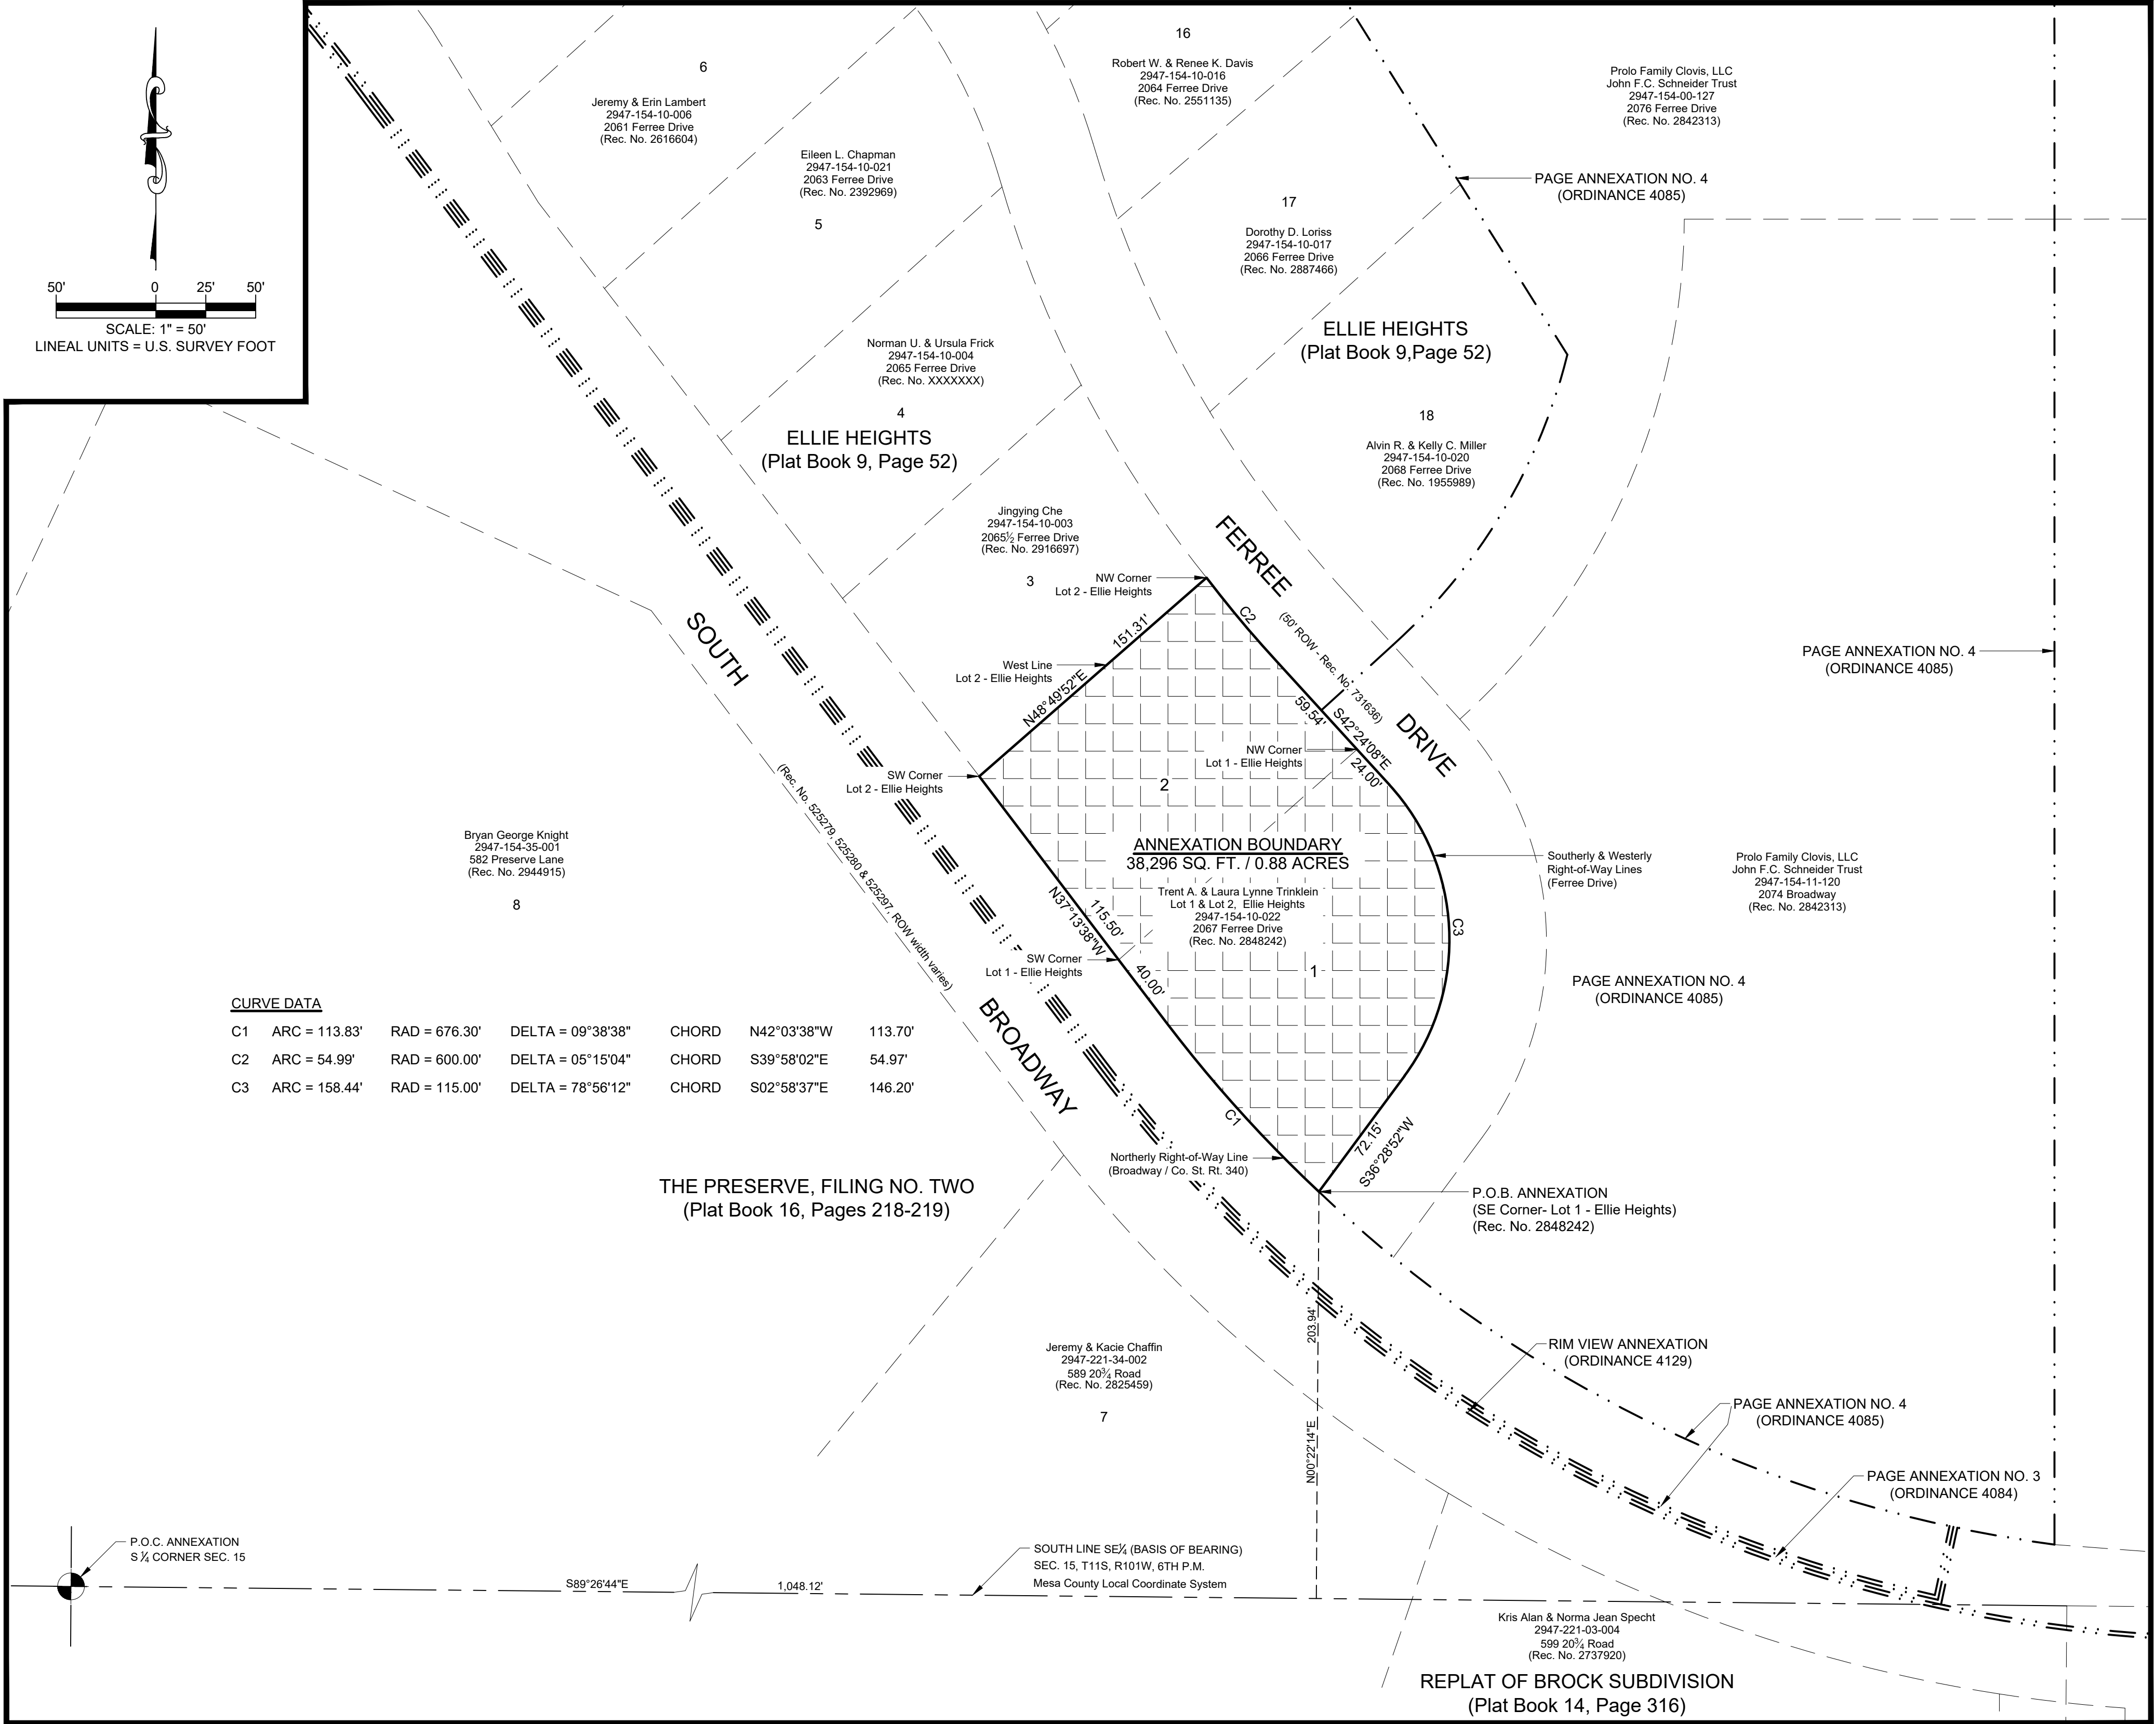 50'
0
25'
50'
SCALE: 1" = 50'
LINEAL UNITS = U.S. SURVEY FOOT
6
Jeremy & Erin Lambert
2947-154-10-006
2061 Ferree Drive
(Rec. No. 2616604)
Eileen L. Chapman
2947-154-10-021
2063 Ferree Drive
(Rec. No. 2392969)
5
16
Robert W. & Renee K. Davis
2947-154-10-016
2064 Ferree Drive
(Rec. No. 2551135)
Prolo Family Clovis, LLC
John F.C. Schneider Trust
2947-154-00-127
2076 Ferree Drive
(Rec. No. 2842313)
PAGE ANNEXATION NO. 4
(ORDINANCE 4085)
17
Dorothy D. Loriss
2947-154-10-017
2066 Ferree Drive
(Rec. No. 2887466)
ELLIE HEIGHTS
(Plat Book 9,Page 52)
Norman U. & Ursula Frick
2947-154-10-004
2065 Ferree Drive
(Rec. No. XXXXXXX)
4
ELLIE HEIGHTS
(Plat Book 9, Page 52)
18
Alvin R. & Kelly C. Miller
2947-154-10-020
2068 Ferree Drive
(Rec. No. 1955989)
Jingying Che
2947-154-10-003
2065½ Ferree Drive
(Rec. No. 2916697)
3
NW Corner
Lot 2 - Ellie Heights
FERREE
(50' ROW - Rec. No. 731636)
DRIVE
SOUTH
151.31'
N48°49'52"E
West Line
Lot 2 - Ellie Heights
C2
59.54'
S42°24'08"E
24.00'
NW Corner
Lot 1 - Ellie Heights
PAGE ANNEXATION NO. 4
(ORDINANCE 4085)
SW Corner
Lot 2 - Ellie Heights
2
(Rec. No. 525279, 525280 & 525297, ROW width varies)
ANNEXATION BOUNDARY
38,296 SQ. FT. / 0.88 ACRES
Trent A. & Laura Lynne Trinklein
Lot 1 & Lot 2, Ellie Heights
2947-154-10-022
2067 Ferree Drive
(Rec. No. 2848242)
Southerly & Westerly
Right-of-Way Lines
(Ferree Drive)
Prolo Family Clovis, LLC
John F.C. Schneider Trust
2947-154-11-120
2074 Broadway
(Rec. No. 2842313)
C3
Bryan George Knight
2947-154-35-001
582 Preserve Lane
(Rec. No. 2944915)
8
N37°13'38"W
115.50'
40.00'
SW Corner
Lot 1 - Ellie Heights
1
PAGE ANNEXATION NO. 4
(ORDINANCE 4085)
CURVE DATA
C1 ARC = 113.83' RAD = 676.30' DELTA = 09°38'38" CHORD N42°03'38"W 113.70'
C2 ARC = 54.99' RAD = 600.00' DELTA = 05°15'04" CHORD S39°58'02"E 54.97'
C3 ARC = 158.44' RAD = 115.00' DELTA = 78°56'12" CHORD S02°58'37"E 146.20'
BROADWAY
C1
72.15'
S36°28'52"W
Northerly Right-of-Way Line
(Broadway / Co. St. Rt. 340)
THE PRESERVE, FILING NO. TWO
(Plat Book 16, Pages 218-219)
P.O.B. ANNEXATION
(SE Corner- Lot 1 - Ellie Heights)
(Rec. No. 2848242)
203.94'
N00°22'14"E
Jeremy & Kacie Chaffin
2947-221-34-002
589 20¾ Road
(Rec. No. 2825459)
7
RIM VIEW ANNEXATION
(ORDINANCE 4129)
PAGE ANNEXATION NO. 4
(ORDINANCE 4085)
PAGE ANNEXATION NO. 3
(ORDINANCE 4084)
P.O.C. ANNEXATION
S ¼ CORNER SEC. 15
S89°26'44"E
1,048.12'
SOUTH LINE SE¼ (BASIS OF BEARING)
SEC. 15, T11S, R101W, 6TH P.M.
Mesa County Local Coordinate System
Kris Alan & Norma Jean Specht
2947-221-03-004
599 20¾ Road
(Rec. No. 2737920)
REPLAT OF BROCK SUBDIVISION
(Plat Book 14, Page 316)